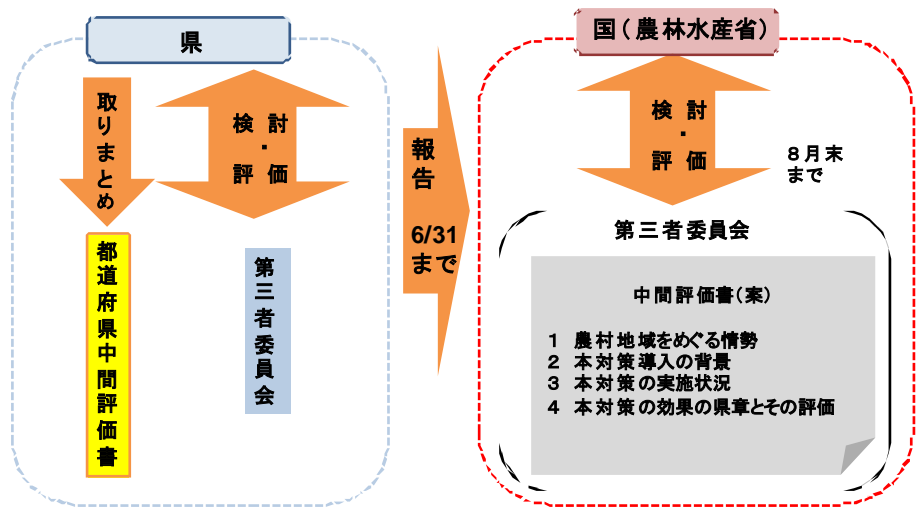 県
取りまとめ
検 討
・
評 価
都道府県中間評価書
第三者委員会
報告
6/31
まで
国（農林水産省）
検 討
・
評 価
８月末
まで
第三者委員会
中間評価書（案）
１ 農村地域をめぐる情勢
２ 本対策導入の背景
３ 本対策の実施状況
４ 本対策の効果の県章とその評価